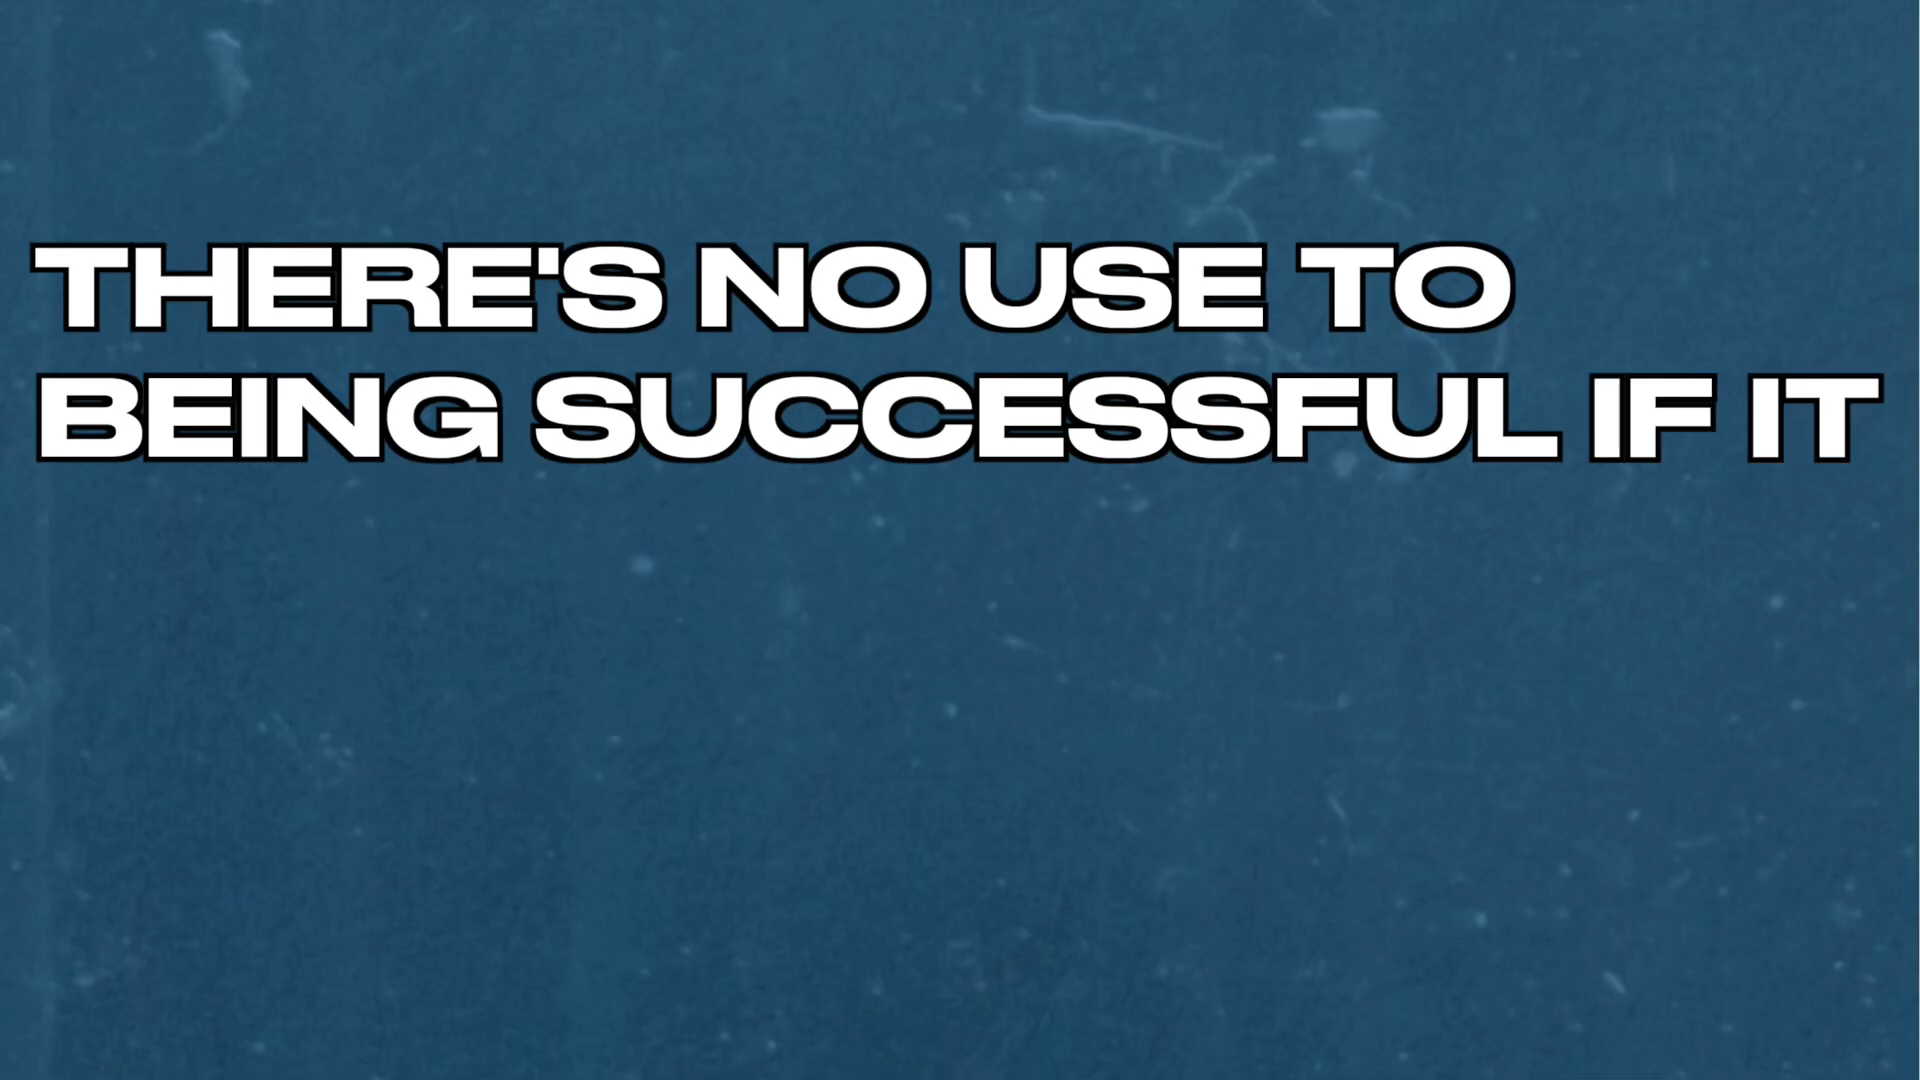 THERE'S NO USE TO
BEING SUCCESSFUL IF IT